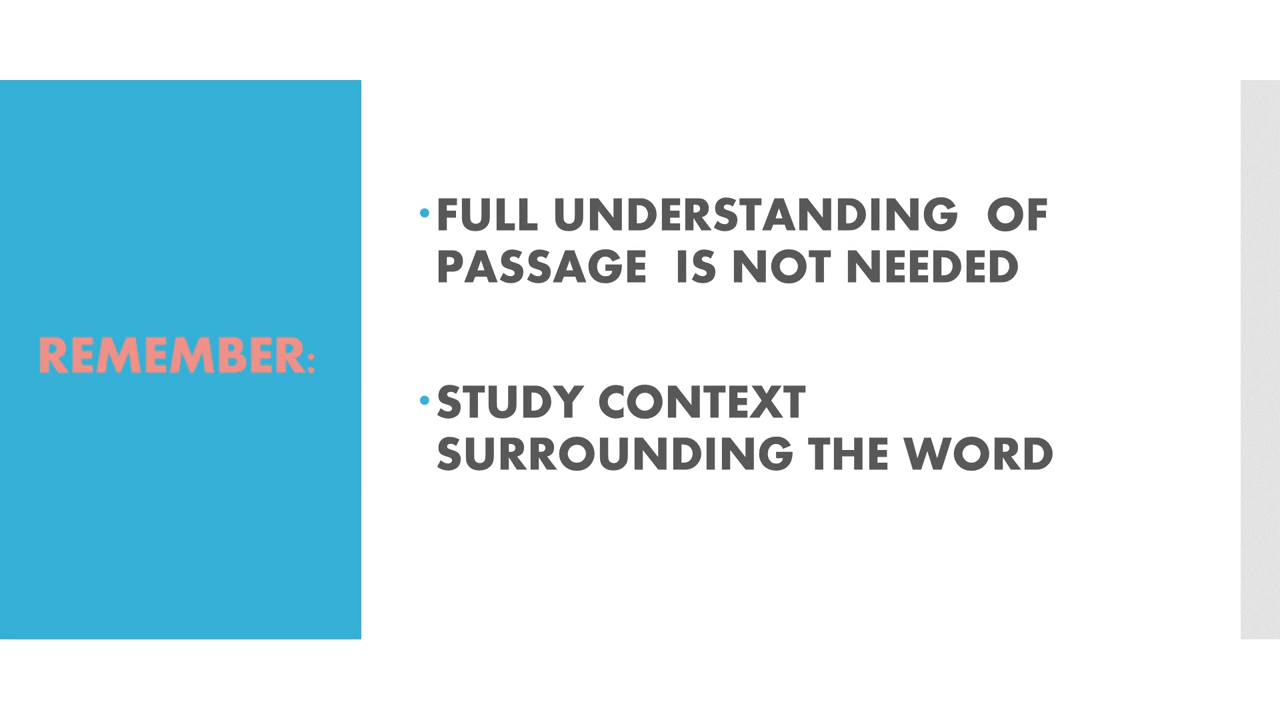 REMEMBER:
•FULL UNDERSTANDING  OF
PASSAGE  IS NOT NEEDED
•STUDY CONTEXT
SURROUNDING THE WORD